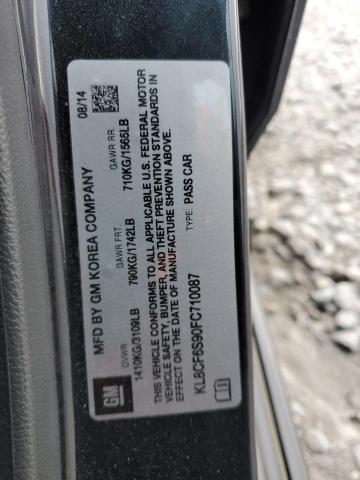 MFD BY GM KOREA COMPANY
08/14
GVWR
GAWR FRT.
GAWR RR.
1410KG/3109LB
790KG/1742LB
710KG/1565LB
THIS VEHICLE CONFORMS TO ALL APPLICABLE U.S. FEDERAL MOTOR
VEHICLE SAFETY, BUMPER, AND THEFT PREVENTION STANDARDS IN
EFFECT ON THE DATE OF MANUFACTURE SHOWN ABOVE.
KL8CF6S90FC710087
TYPE: PASS CAR
GM